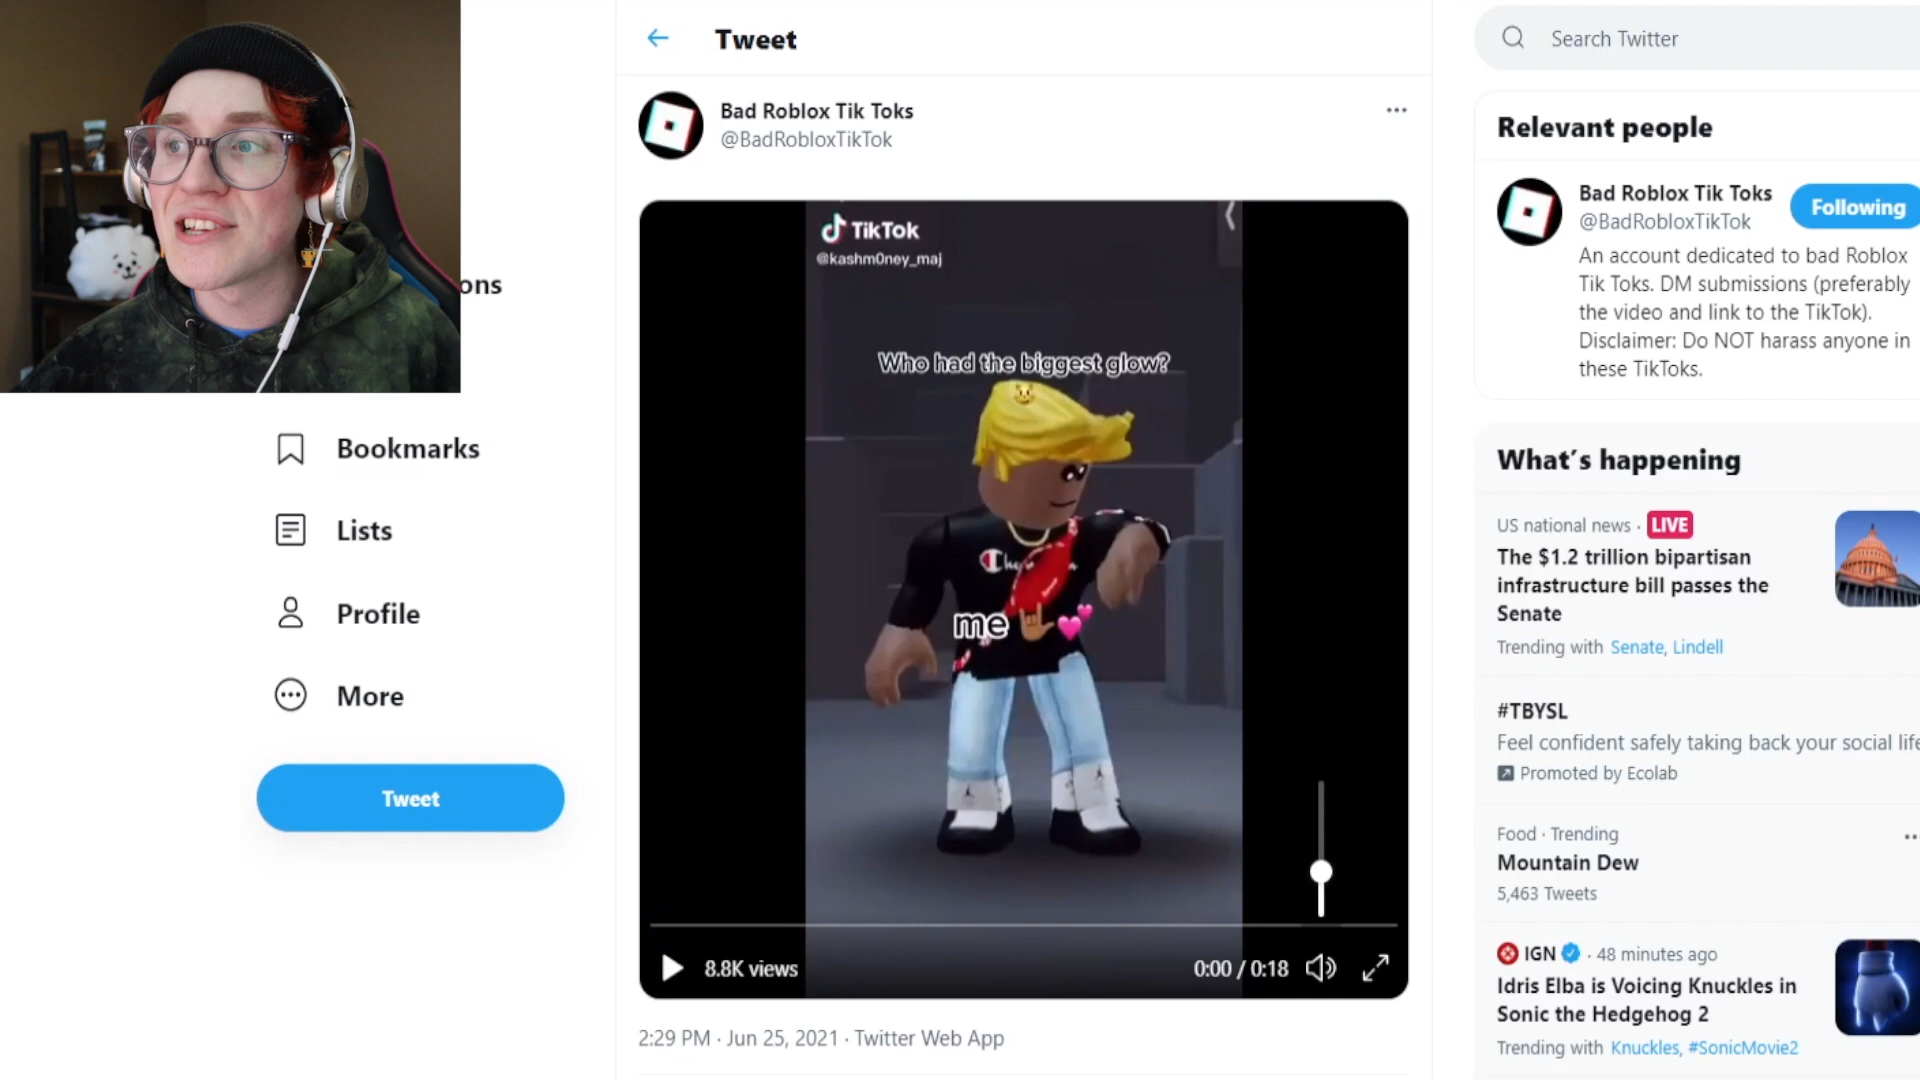 Tweet
Search Twitter
Bad Roblox Tik Toks
@BadRobloxTikTok
TikTok
@kashm0ney_maj
Who had the biggest glow?
me
8.8K views
0:00 / 0:18
2:29 PM · Jun 25, 2021 · Twitter Web App
ons
Bookmarks
Lists
Profile
More
Tweet
Relevant people
Bad Roblox Tik Toks
@BadRobloxTikTok
Following
An account dedicated to bad Roblox
Tik Toks. DM submissions (preferably
the video and link to the TikTok).
Disclaimer: Do NOT harass anyone in
these TikToks.
What's happening
US national news · LIVE
The $1.2 trillion bipartisan
infrastructure bill passes the
Senate
Trending with Senate, Lindell
#TBYSL
Feel confident safely taking back your social life
Promoted by Ecolab
Food · Trending
Mountain Dew
5,463 Tweets
IGN · 48 minutes ago
Idris Elba is Voicing Knuckles in
Sonic the Hedgehog 2
Trending with Knuckles, #SonicMovie2